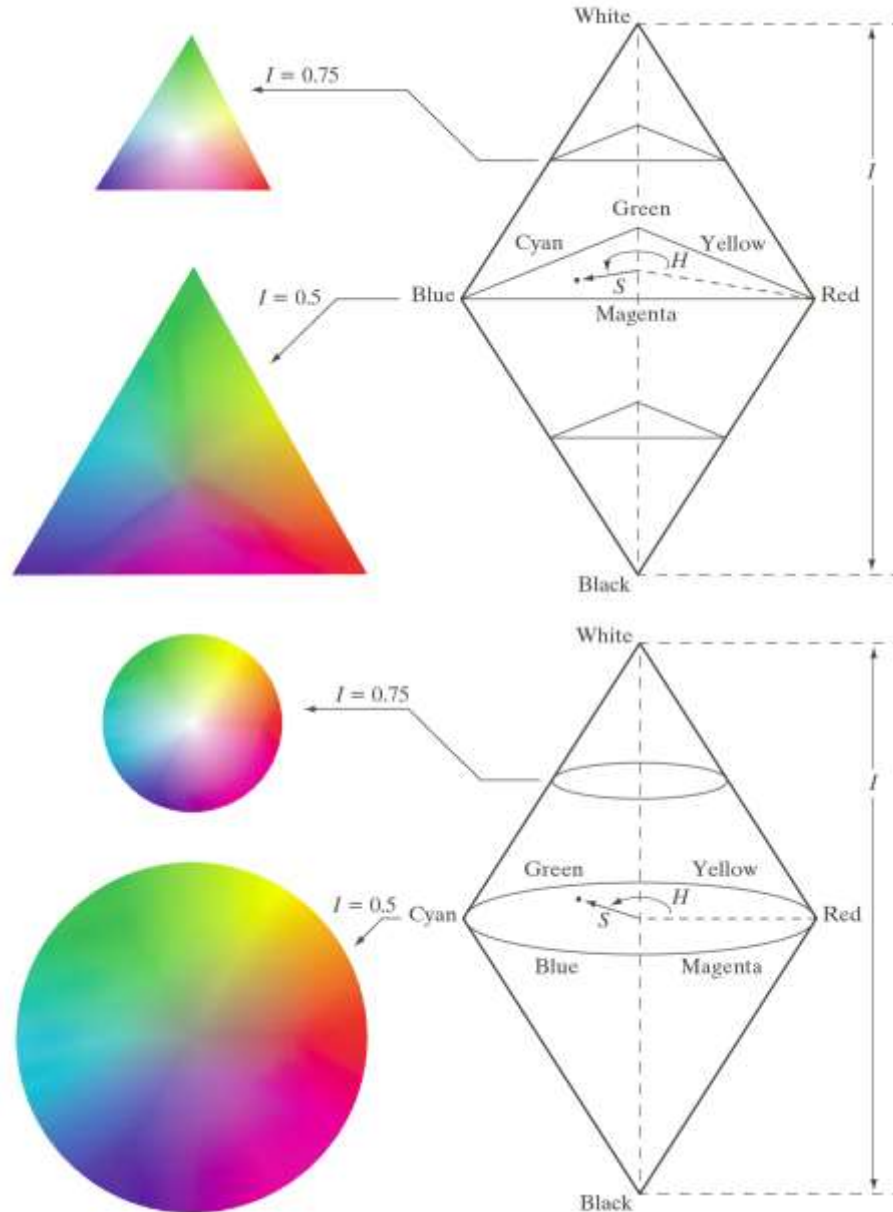 White
I = 0.75
I
Green
Cyan
Yellow
H
I = 0.5
Blue
S
Red
Magenta
Black
White
I = 0.75
I
Green
Yellow
I = 0.5
H
Cyan
S
Red
Blue
Magenta
Black